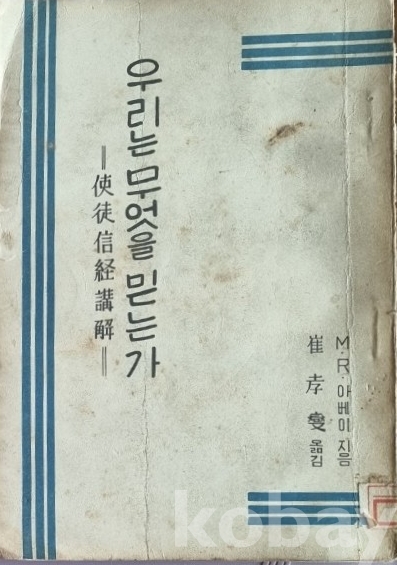 우리는 무엇을 믿는가
＝使徒信経講解＝
M·R·아베이 지음
崔孝燮 옮김
kobay